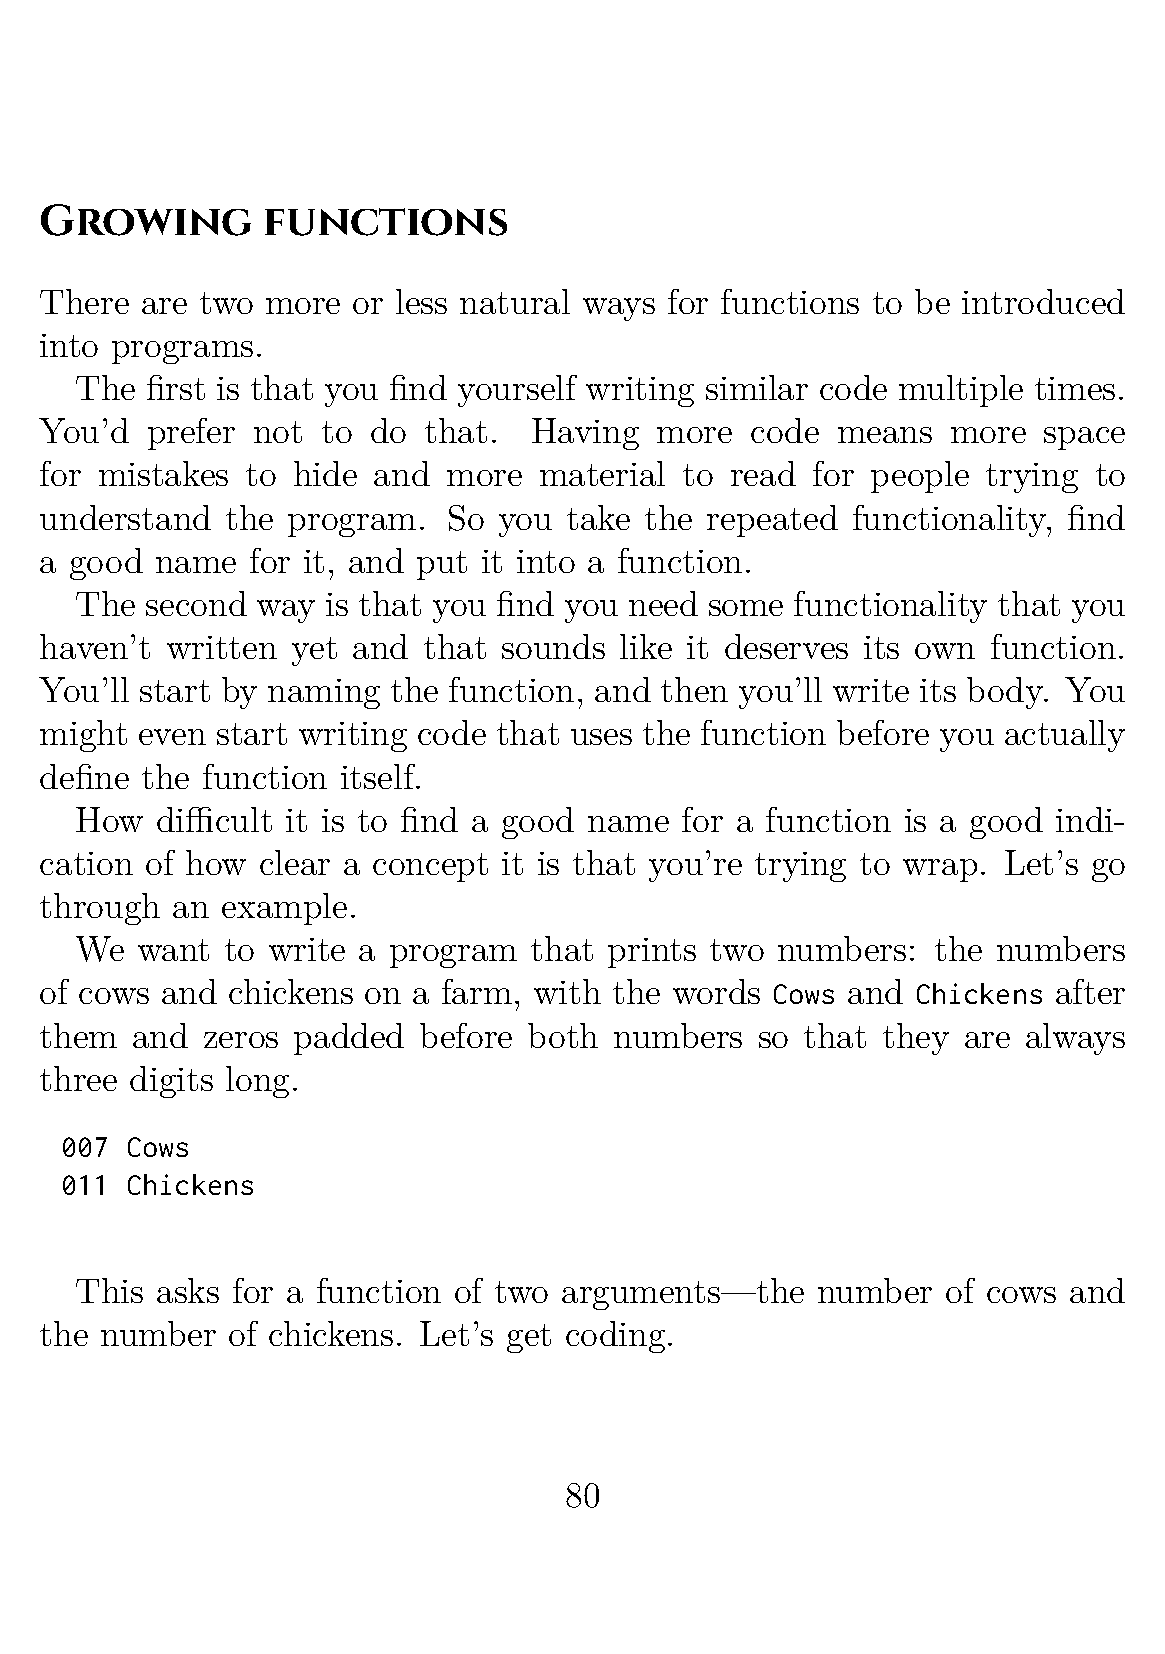 Growing functions
There are two more or less natural ways for functions to be introduced
into programs.
The first is that you find yourself writing similar code multiple times.
You'd prefer not to do that. Having more code means more space
for mistakes to hide and more material to read for people trying to
understand the program. So you take the repeated functionality, find
a good name for it, and put it into a function.
The second way is that you find you need some functionality that you
haven't written yet and that sounds like it deserves its own function.
You'll start by naming the function, and then you'll write its body. You
might even start writing code that uses the function before you actually
define the function itself.
How difficult it is to find a good name for a function is a good indi-
cation of how clear a concept it is that you're trying to wrap. Let's go
through an example.
We want to write a program that prints two numbers: the numbers
of cows and chickens on a farm, with the words Cows and Chickens after
them and zeros padded before both numbers so that they are always
three digits long.
007 Cows
011 Chickens
This asks for a function of two arguments—the number of cows and
the number of chickens. Let's get coding.
80